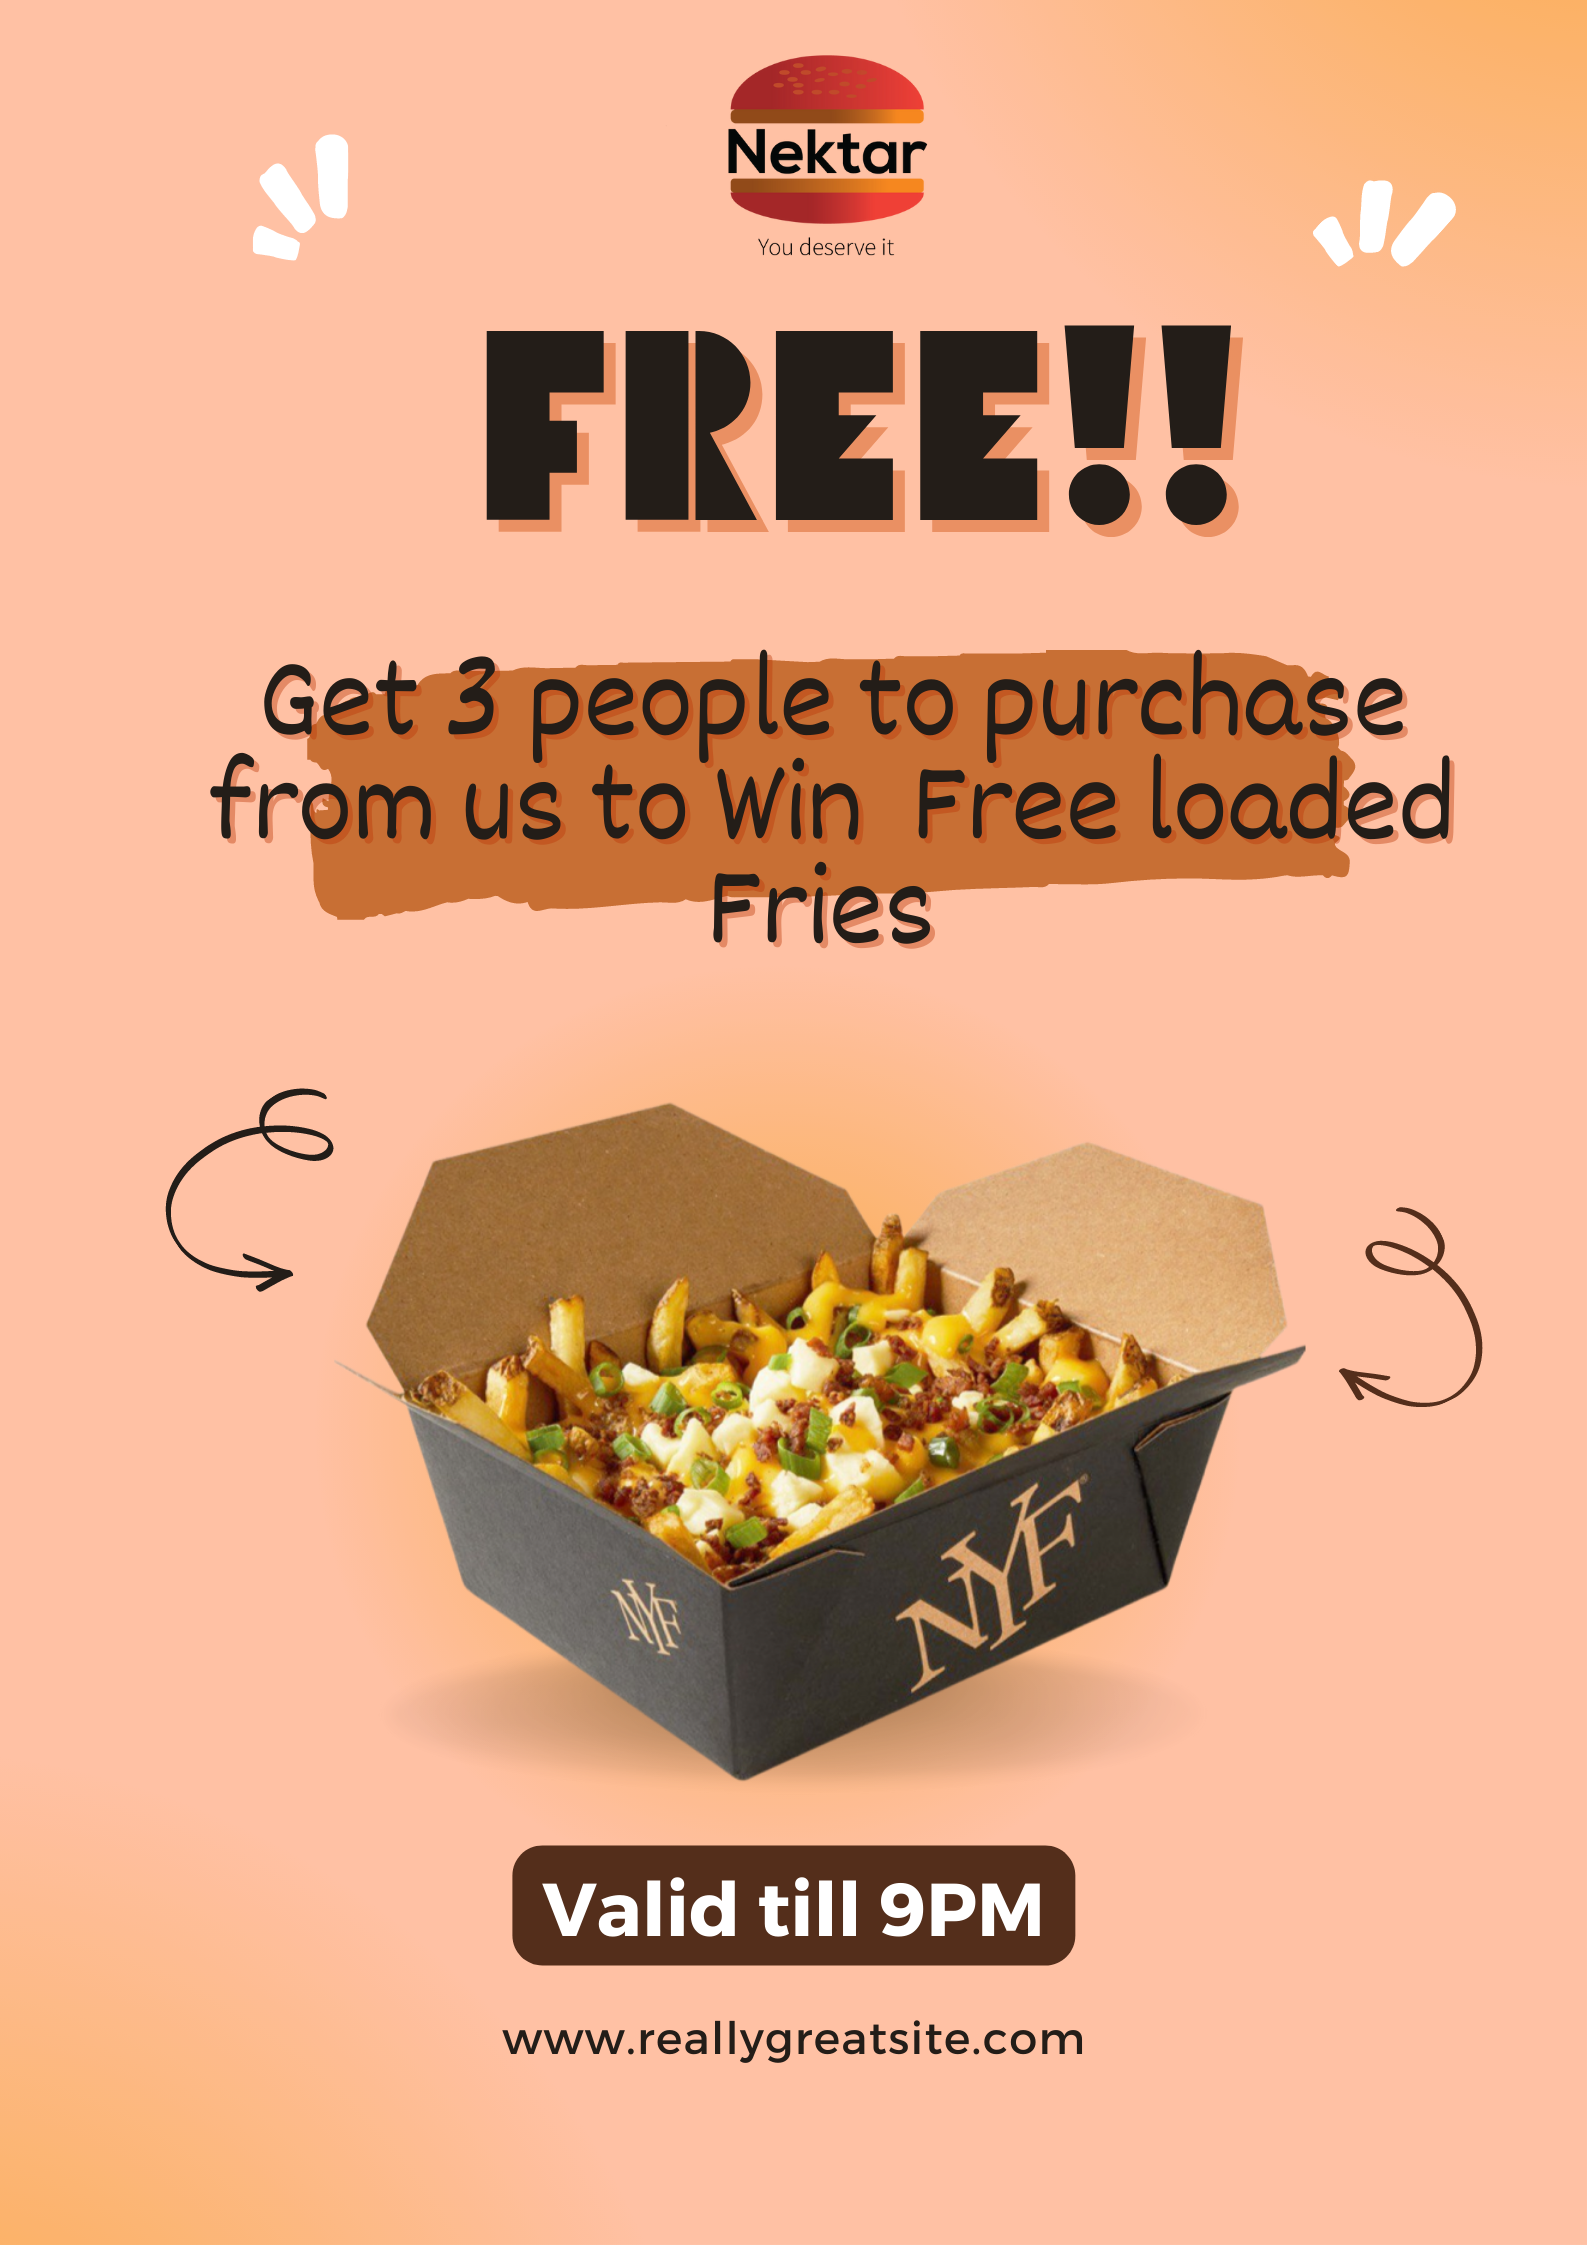 Nektar
You deserve it
FREE!!
Get 3 people to purchase
from us to Win  Free loaded
Fries
NYF
NYF
Valid till 9PM
www.reallygreatsite.com